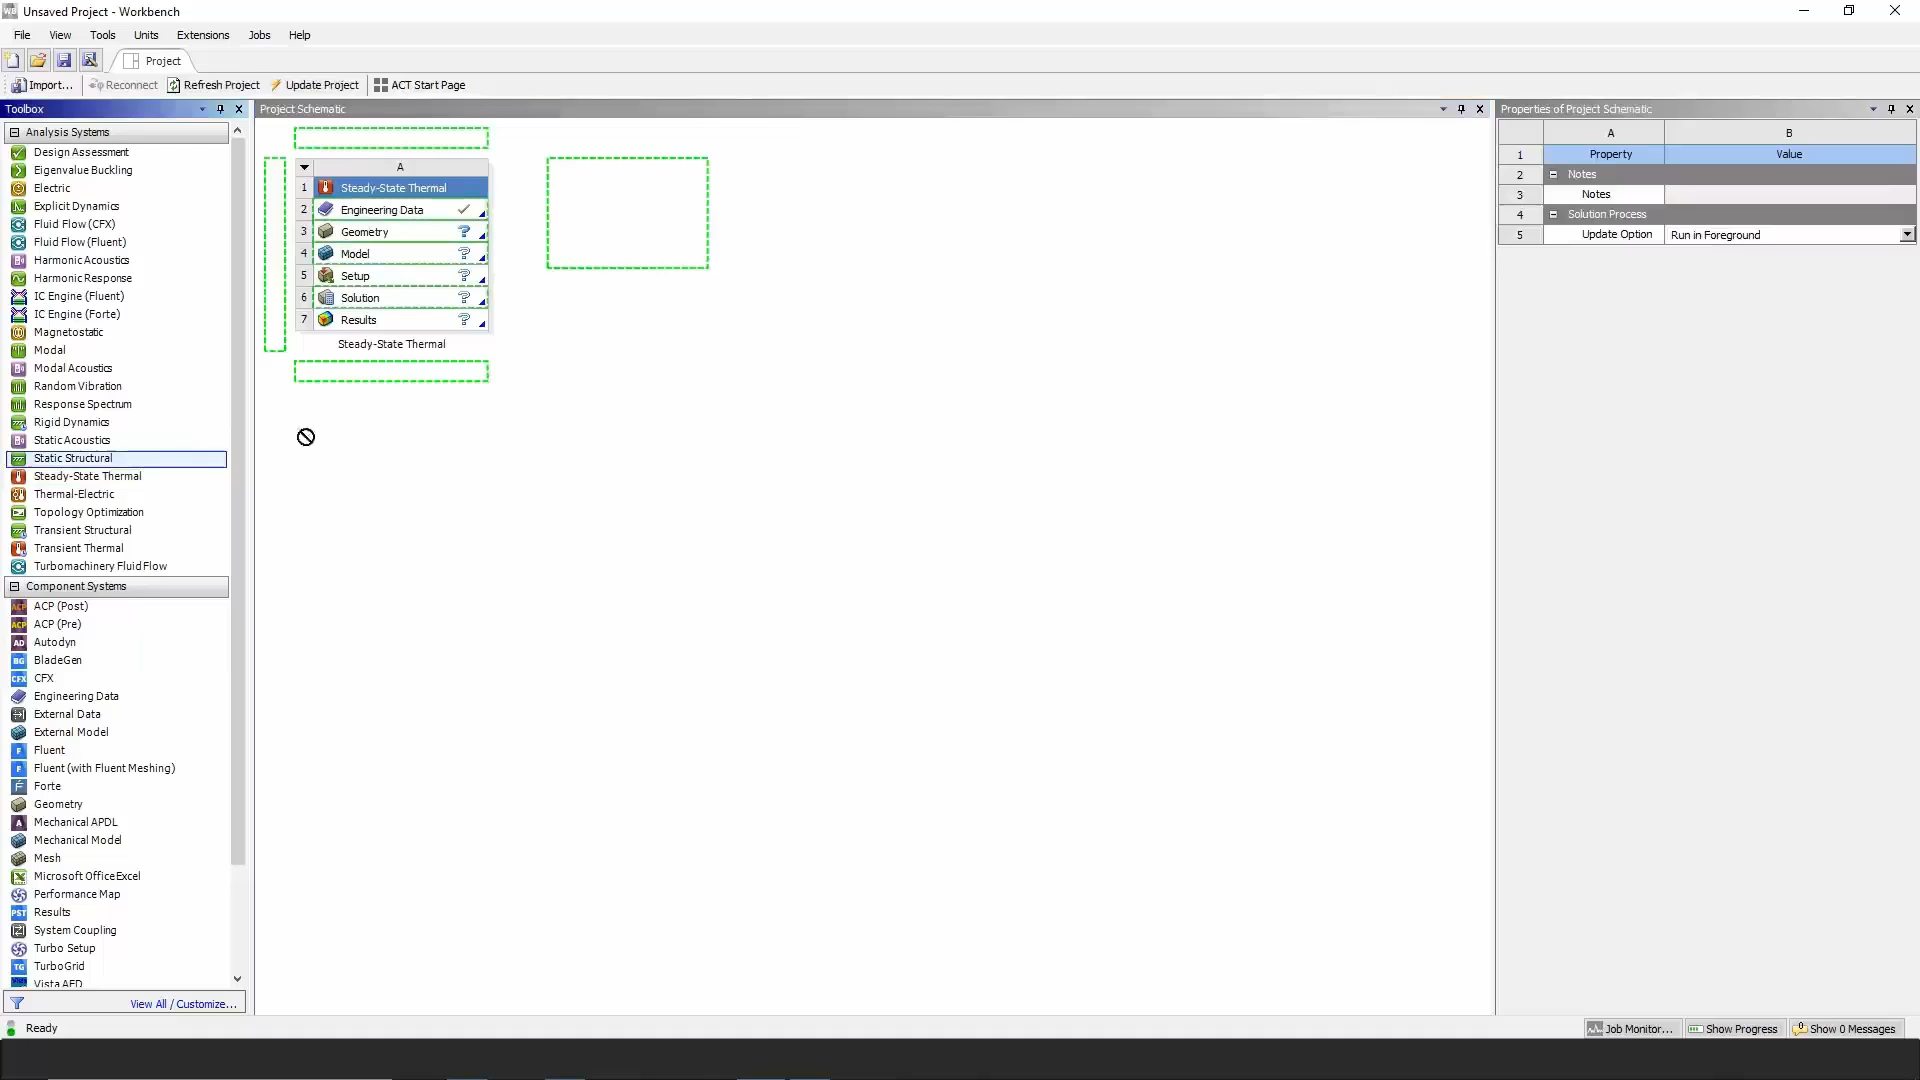 Unsaved Project - Workbench
File View Tools Units Extensions Jobs Help
Project
Import... Reconnect Refresh Project Update Project ACT Start Page
Toolbox
Analysis Systems
Design Assessment
Eigenvalue Buckling
Electric
Explicit Dynamics
Fluid Flow (CFX)
Fluid Flow (Fluent)
Harmonic Acoustics
Harmonic Response
IC Engine (Fluent)
IC Engine (Forte)
Magnetostatic
Modal
Modal Acoustics
Random Vibration
Response Spectrum
Rigid Dynamics
Static Acoustics
Static Structural
Steady-State Thermal
Thermal-Electric
Topology Optimization
Transient Structural
Transient Thermal
Turbomachinery Fluid Flow
Component Systems
ACP (Post)
ACP (Pre)
Autodyn
BladeGen
CFX
Engineering Data
External Data
External Model
Fluent
Fluent (with Fluent Meshing)
Forte
Geometry
Mechanical APDL
Mechanical Model
Mesh
Microsoft Office Excel
Performance Map
Results
System Coupling
Turbo Setup
TurboGrid
Vista AFD
View All / Customize...
Project Schematic
A
1 Steady-State Thermal
2 Engineering Data
3 Geometry
4 Model
5 Setup
6 Solution
7 Results
Steady-State Thermal
Properties of Project Schematic
A B
1 Property Value
2 Notes
3 Notes
4 Solution Process
5 Update Option Run in Foreground
Ready
Job Monitor... Show Progress Show 0 Messages